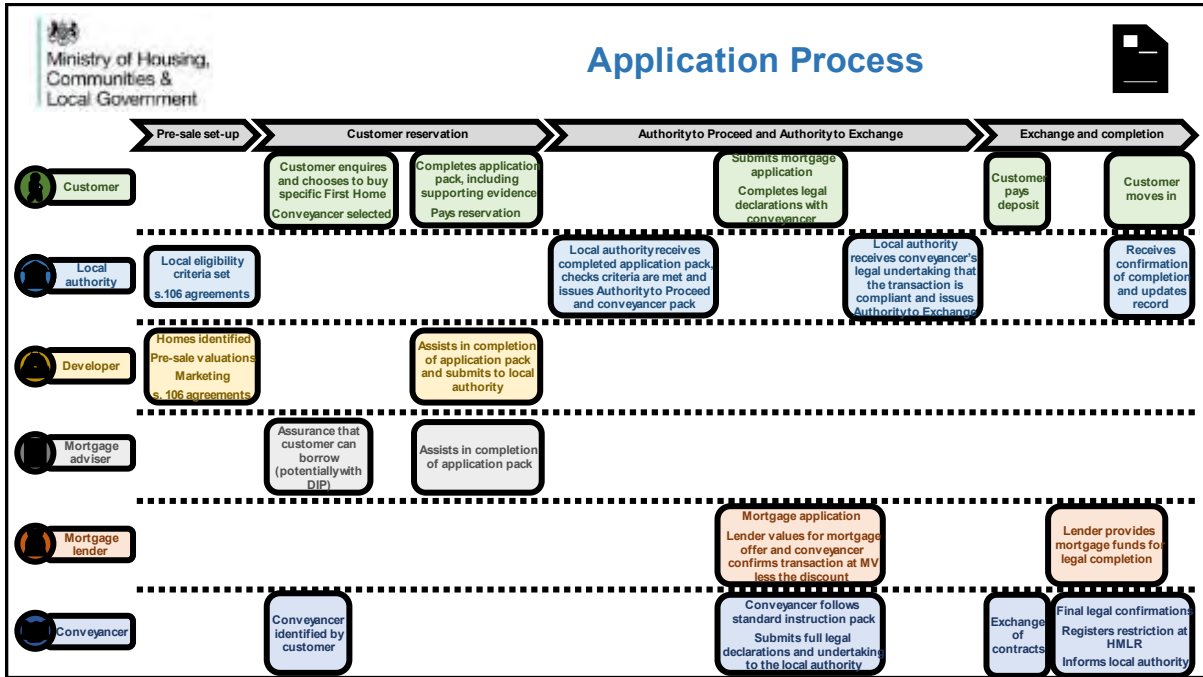 Ministry of Housing,
Communities &
Local Government
Application Process
Pre-sale set-up
Customer reservation
Authority to Proceed and Authority to Exchange
Exchange and completion
Customer
Customer enquires
and chooses to buy
specific First Home
Conveyancer selected
Completes application
pack, including
supporting evidence
Pays reservation
Submits mortgage
application
Completes legal
declarations with
conveyancer
Customer
pays
deposit
Customer
moves in
Local
authority
Local eligibility
criteria set
s.106 agreements
Local authority receives
completed application pack,
checks criteria are met and
issues Authority to Proceed
and conveyancer pack
Local authority
receives conveyancer's
legal undertaking that
the transaction is
compliant and issues
Authority to Exchange
Receives
confirmation
of completion
and updates
record
Developer
Homes identified
Pre-sale valuations
Marketing
s. 106 agreements
Assists in completion
of application pack
and submits to local
authority
Mortgage
adviser
Assurance that
customer can
borrow
(potentially with
DIP)
Assists in completion
of application pack
Mortgage
lender
Mortgage application
Lender values for mortgage
offer and conveyancer
confirms transaction at MV
less the discount
Lender provides
mortgage funds for
legal completion
Conveyancer
Conveyancer
identified by
customer
Conveyancer follows
standard instruction pack
Submits full legal
declarations and undertaking
to the local authority
Exchange
of
contracts
Final legal confirmations
Registers restriction at
HMLR
Informs local authority